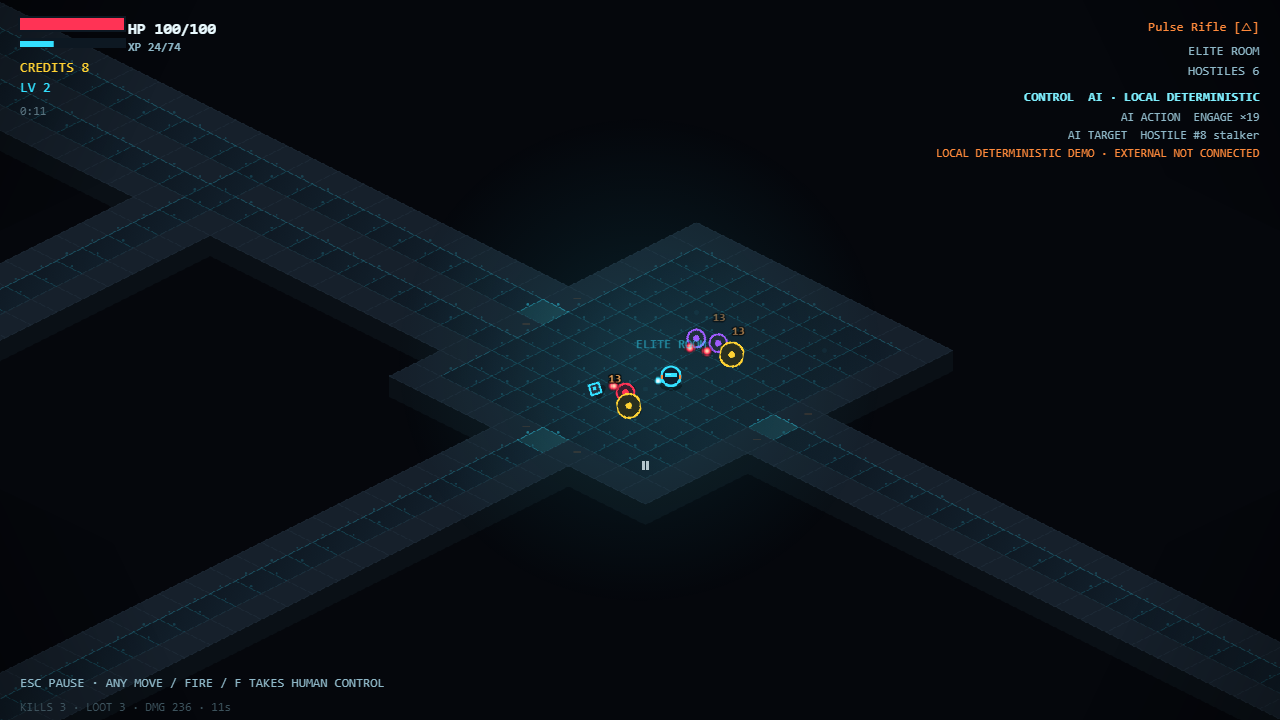 HP 100/100
XP 24/74
CREDITS 8
LV 2
0:11
Pulse Rifle [△]
ELITE ROOM
HOSTILES 6
CONTROL AI · LOCAL DETERMINISTIC
AI ACTION ENGAGE ×19
AI TARGET HOSTILE #8 stalker
LOCAL DETERMINISTIC DEMO · EXTERNAL NOT CONNECTED
13
13
ELITE ROOM
13
ESC PAUSE · ANY MOVE / FIRE / F TAKES HUMAN CONTROL
KILLS 3 · LOOT 3 · DMG 236 · 11s